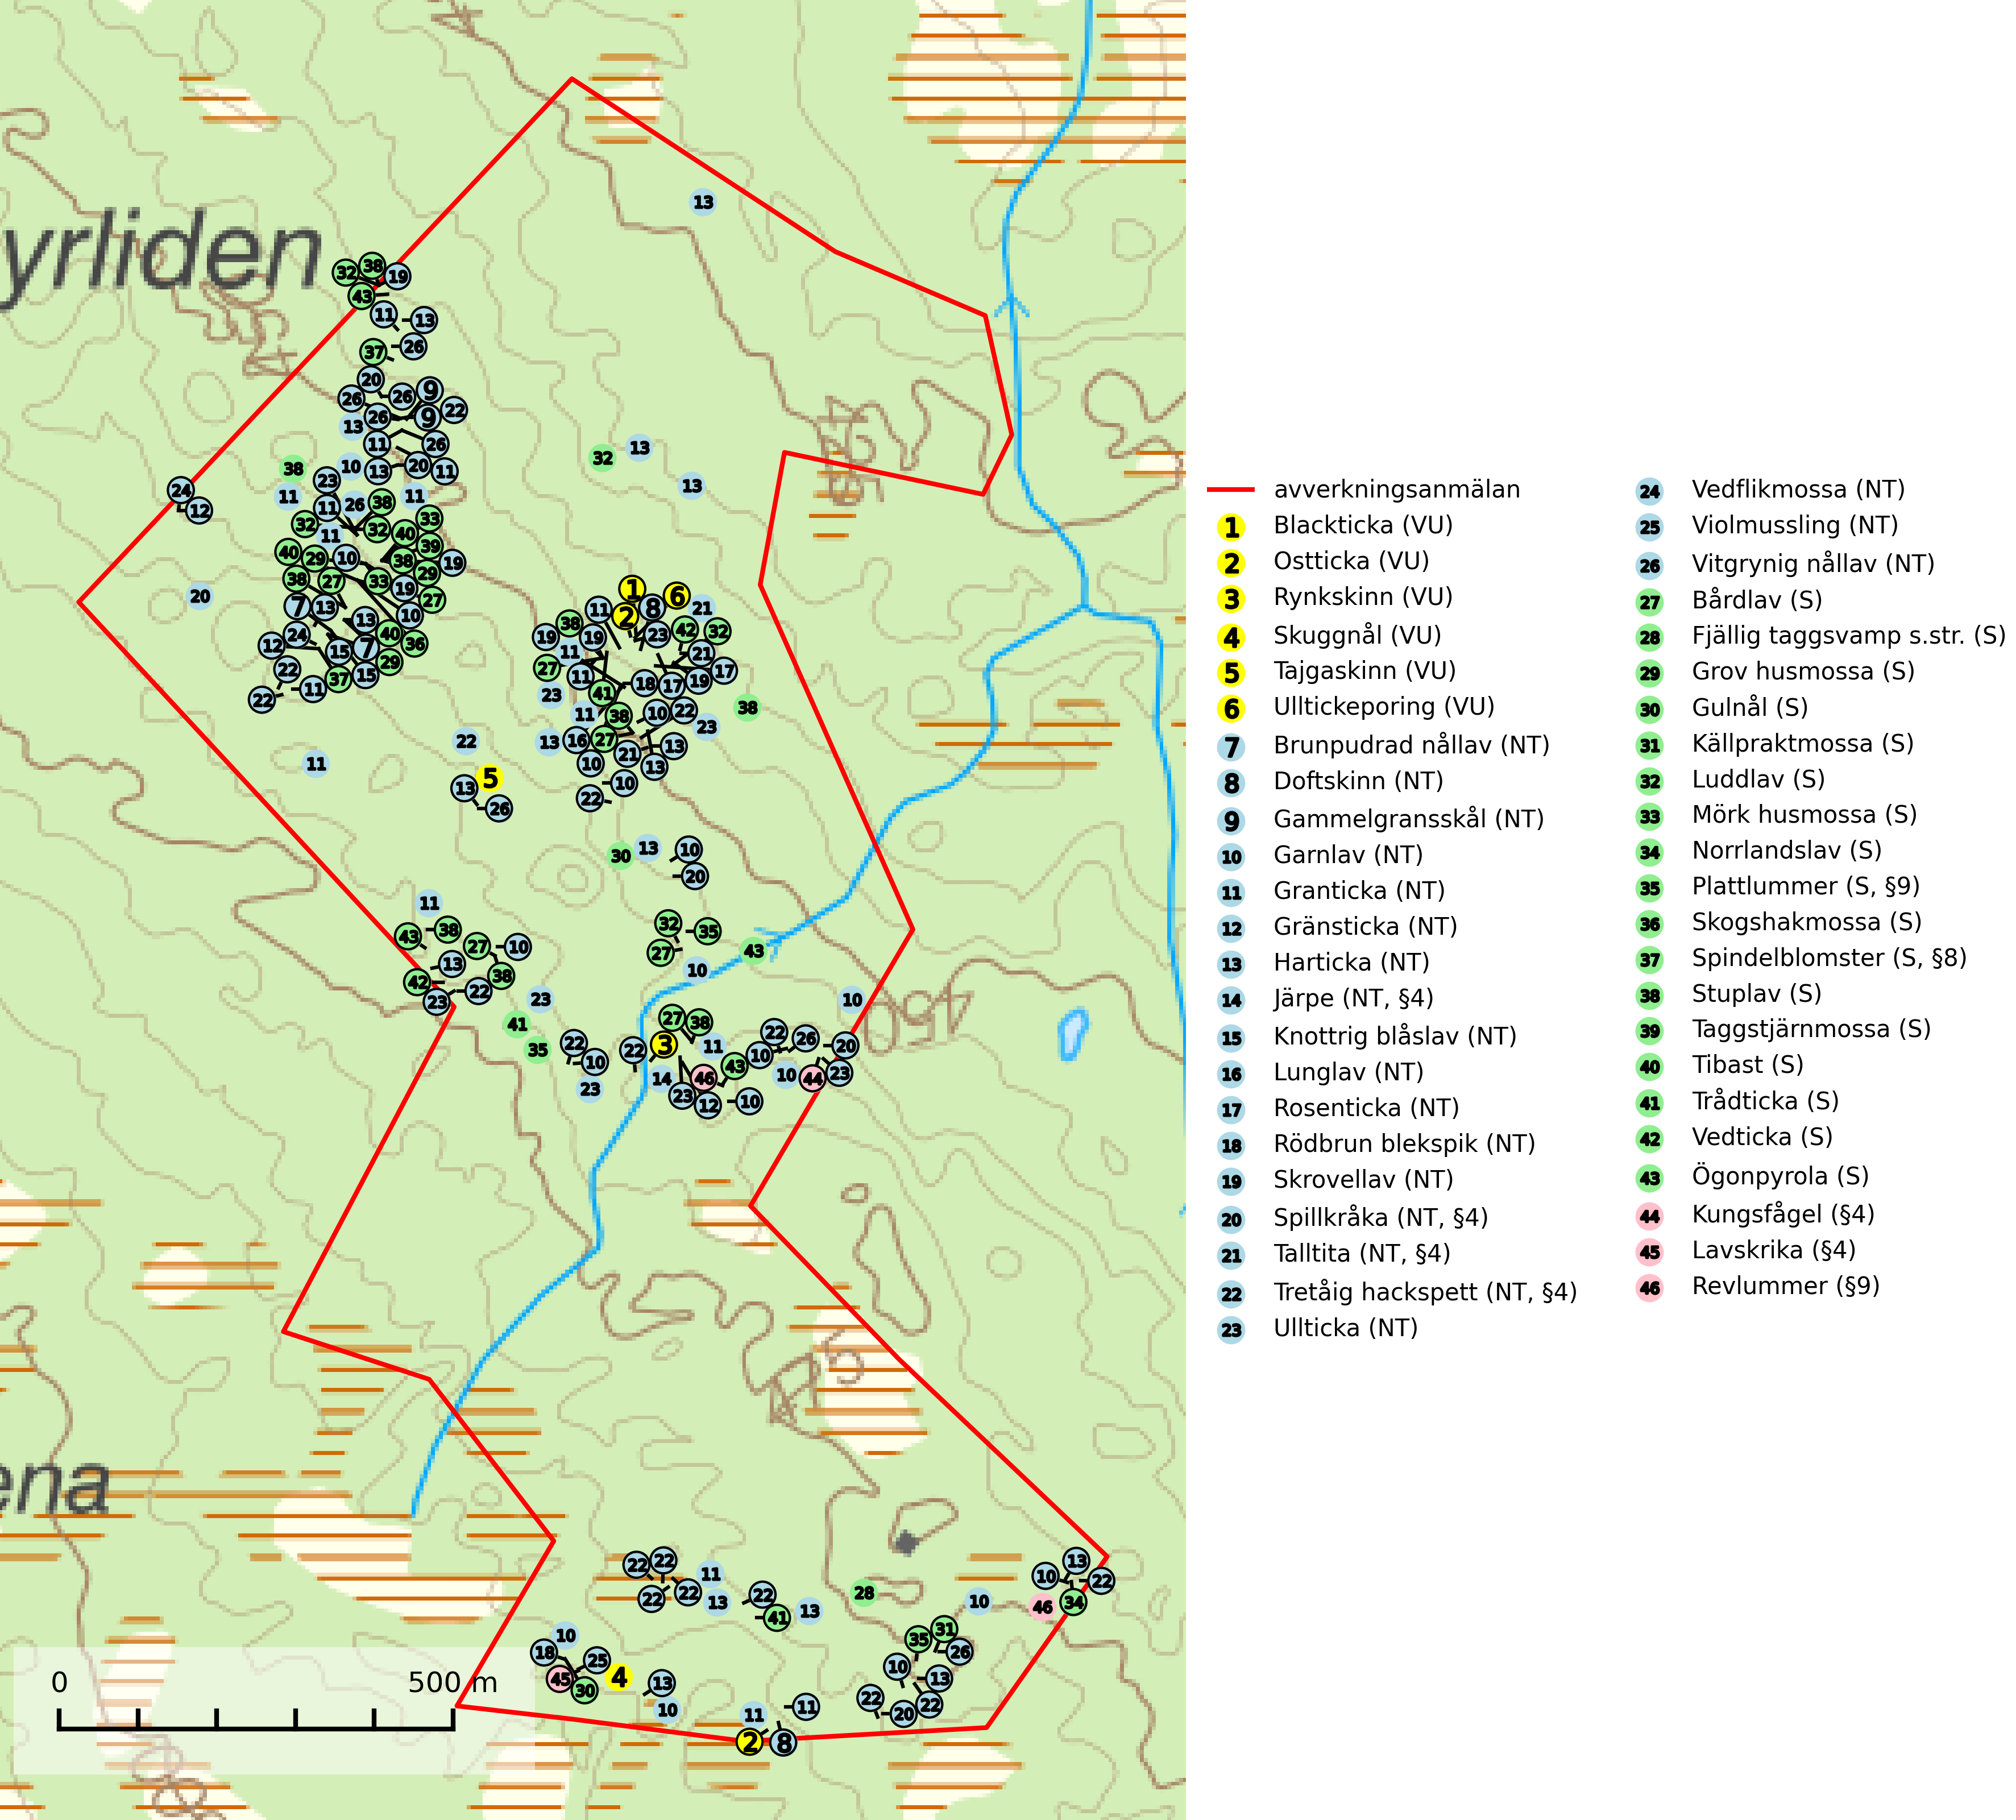 yrliden
ena
450
0 500 m
avverkningsanmälan
1 Blackticka (VU)
2 Ostticka (VU)
3 Rynkskinn (VU)
4 Skuggnål (VU)
5 Tajgaskinn (VU)
6 Ulltickeporing (VU)
7 Brunpudrad nållav (NT)
8 Doftskinn (NT)
9 Gammelgransskål (NT)
10 Garnlav (NT)
11 Granticka (NT)
12 Gränsticka (NT)
13 Harticka (NT)
14 Järpe (NT, §4)
15 Knottrig blåslav (NT)
16 Lunglav (NT)
17 Rosenticka (NT)
18 Rödbrun blekspik (NT)
19 Skrovellav (NT)
20 Spillkråka (NT, §4)
21 Talltita (NT, §4)
22 Tretåig hackspett (NT, §4)
23 Ullticka (NT)
24 Vedflikmossa (NT)
25 Violmussling (NT)
26 Vitgrynig nållav (NT)
27 Bårdlav (S)
28 Fjällig taggsvamp s.str. (S)
29 Grov husmossa (S)
30 Gulnål (S)
31 Källpraktmossa (S)
32 Luddlav (S)
33 Mörk husmossa (S)
34 Norrlandslav (S)
35 Plattlummer (S, §9)
36 Skogshakmossa (S)
37 Spindelblomster (S, §8)
38 Stuplav (S)
39 Taggstjärnmossa (S)
40 Tibast (S)
41 Trådticka (S)
42 Vedticka (S)
43 Ögonpyrola (S)
44 Kungsfågel (§4)
45 Lavskrika (§4)
46 Revlummer (§9)